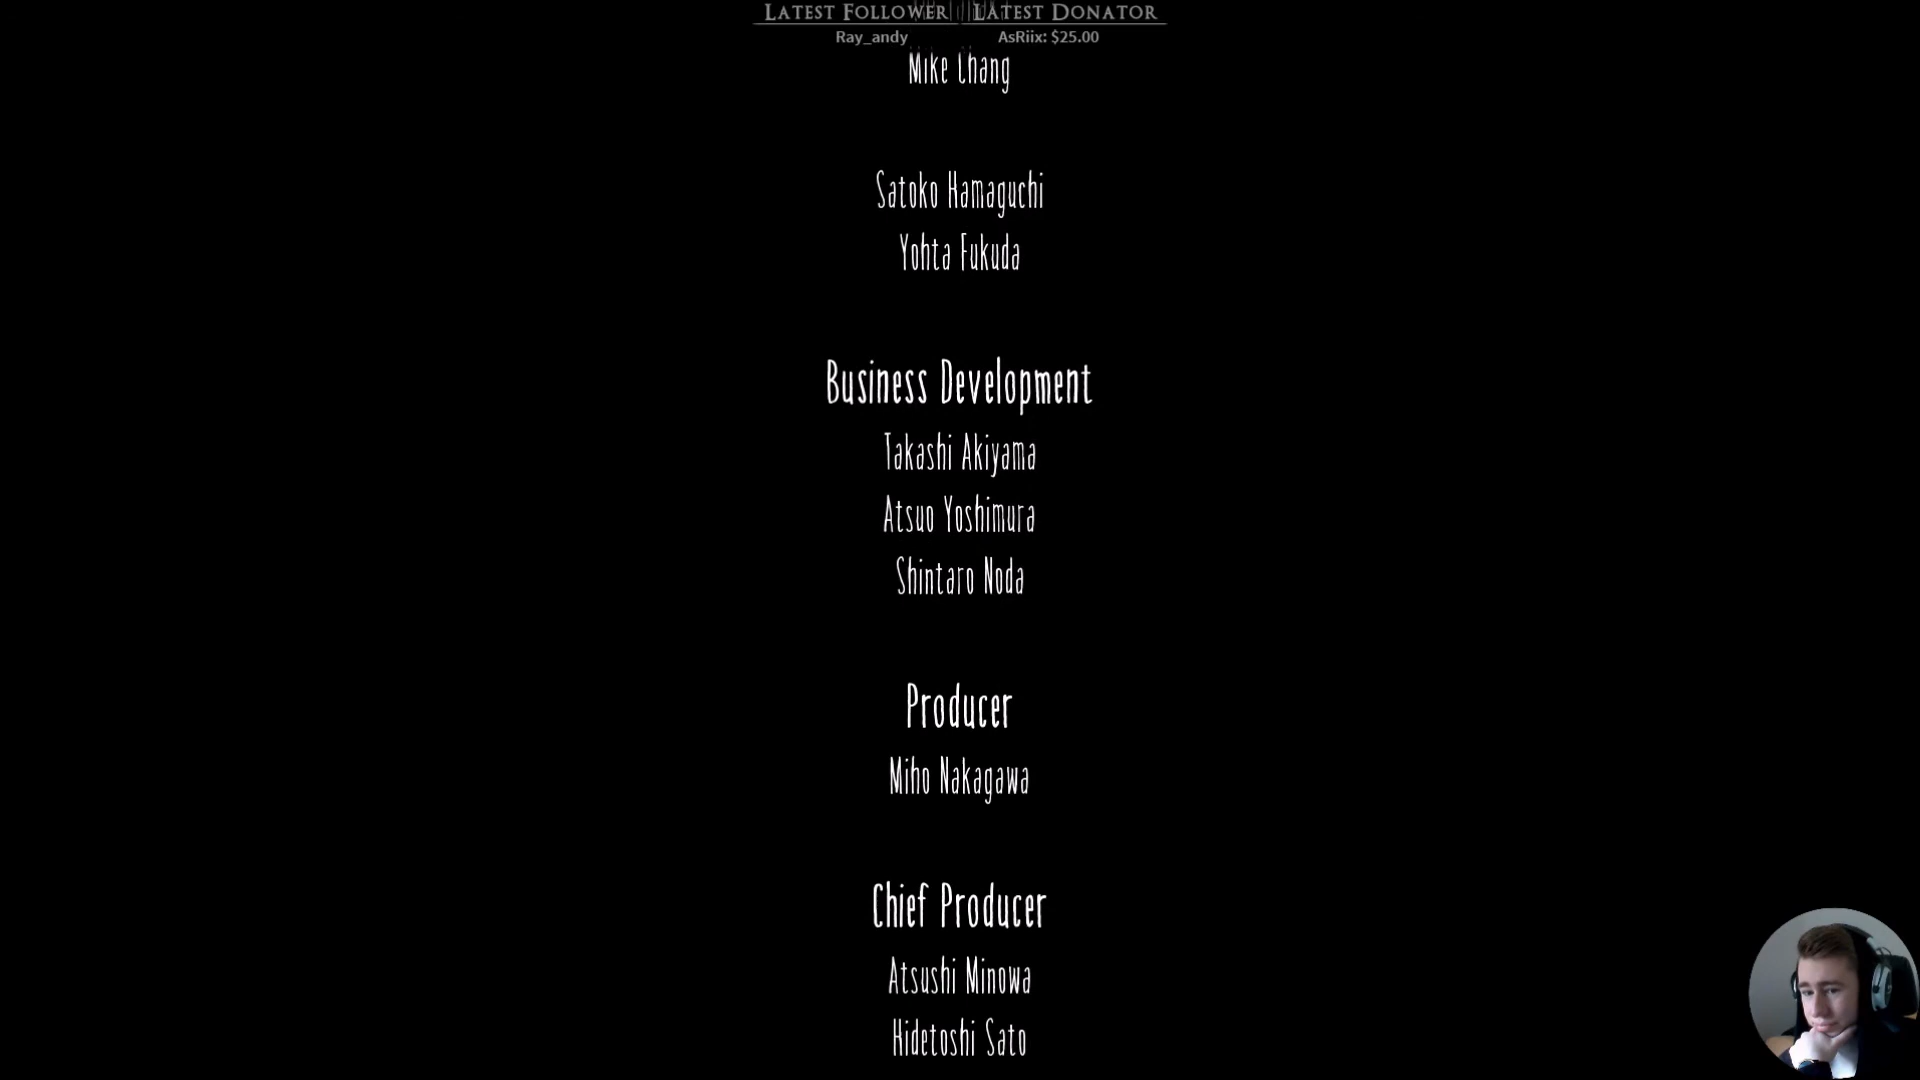 LATEST FOLLOWER LATEST DONATOR
Ray_andy AsRiix: $25.00
Mike Chang
Satoko Hamaguchi
Yohta Fukuda
Business Development
Takashi Akiyama
Atsuo Yoshimura
Shintaro Noda
Producer
Miho Nakagawa
Chief Producer
Atsushi Minowa
Hidetoshi Sato